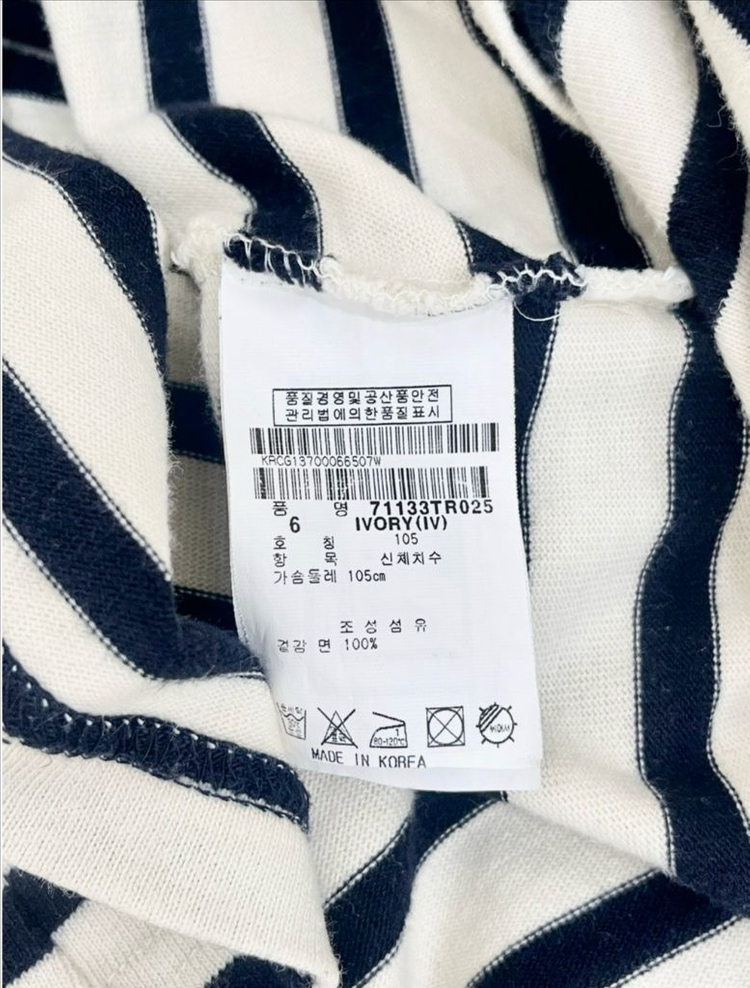 품질경영및공산품안전
관리법에의한품질표시
KRCG13700066507W
품 명 71133TR025
6 IVORY(IV)
호 칭 105
항 목 신체치수
가슴둘레 105cm
조성섬유
겉감 면 100%
80-120℃
MADE IN KOREA